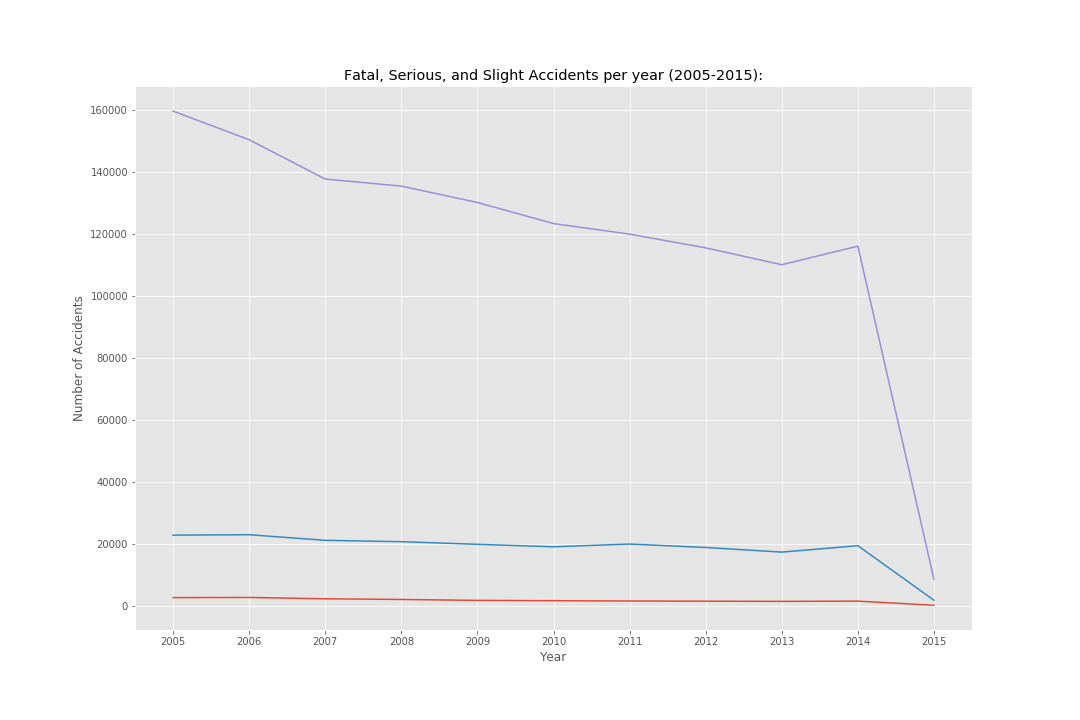 Fatal, Serious, and Slight Accidents per year (2005-2015):
160000
140000
120000
100000
80000
60000
40000
20000
0
Number of Accidents
2005 2006 2007 2008 2009 2010 2011 2012 2013 2014 2015
Year